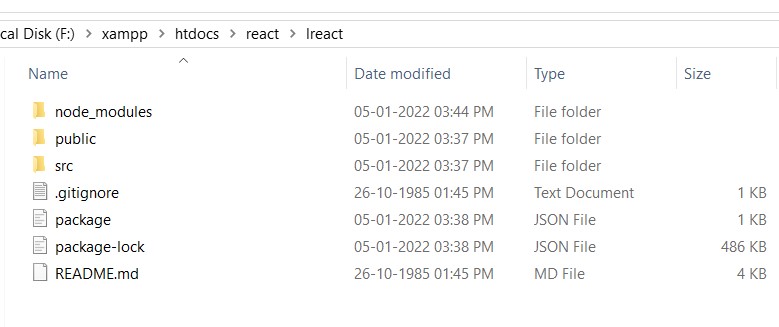 cal Disk (F:) > xampp > htdocs > react > lreact
Name Date modified Type Size
node_modules 05-01-2022 03:44 PM File folder
public 05-01-2022 03:37 PM File folder
src 05-01-2022 03:37 PM File folder
.gitignore 26-10-1985 01:45 PM Text Document 1 KB
package 05-01-2022 03:38 PM JSON File 1 KB
package-lock 05-01-2022 03:38 PM JSON File 486 KB
README.md 26-10-1985 01:45 PM MD File 4 KB